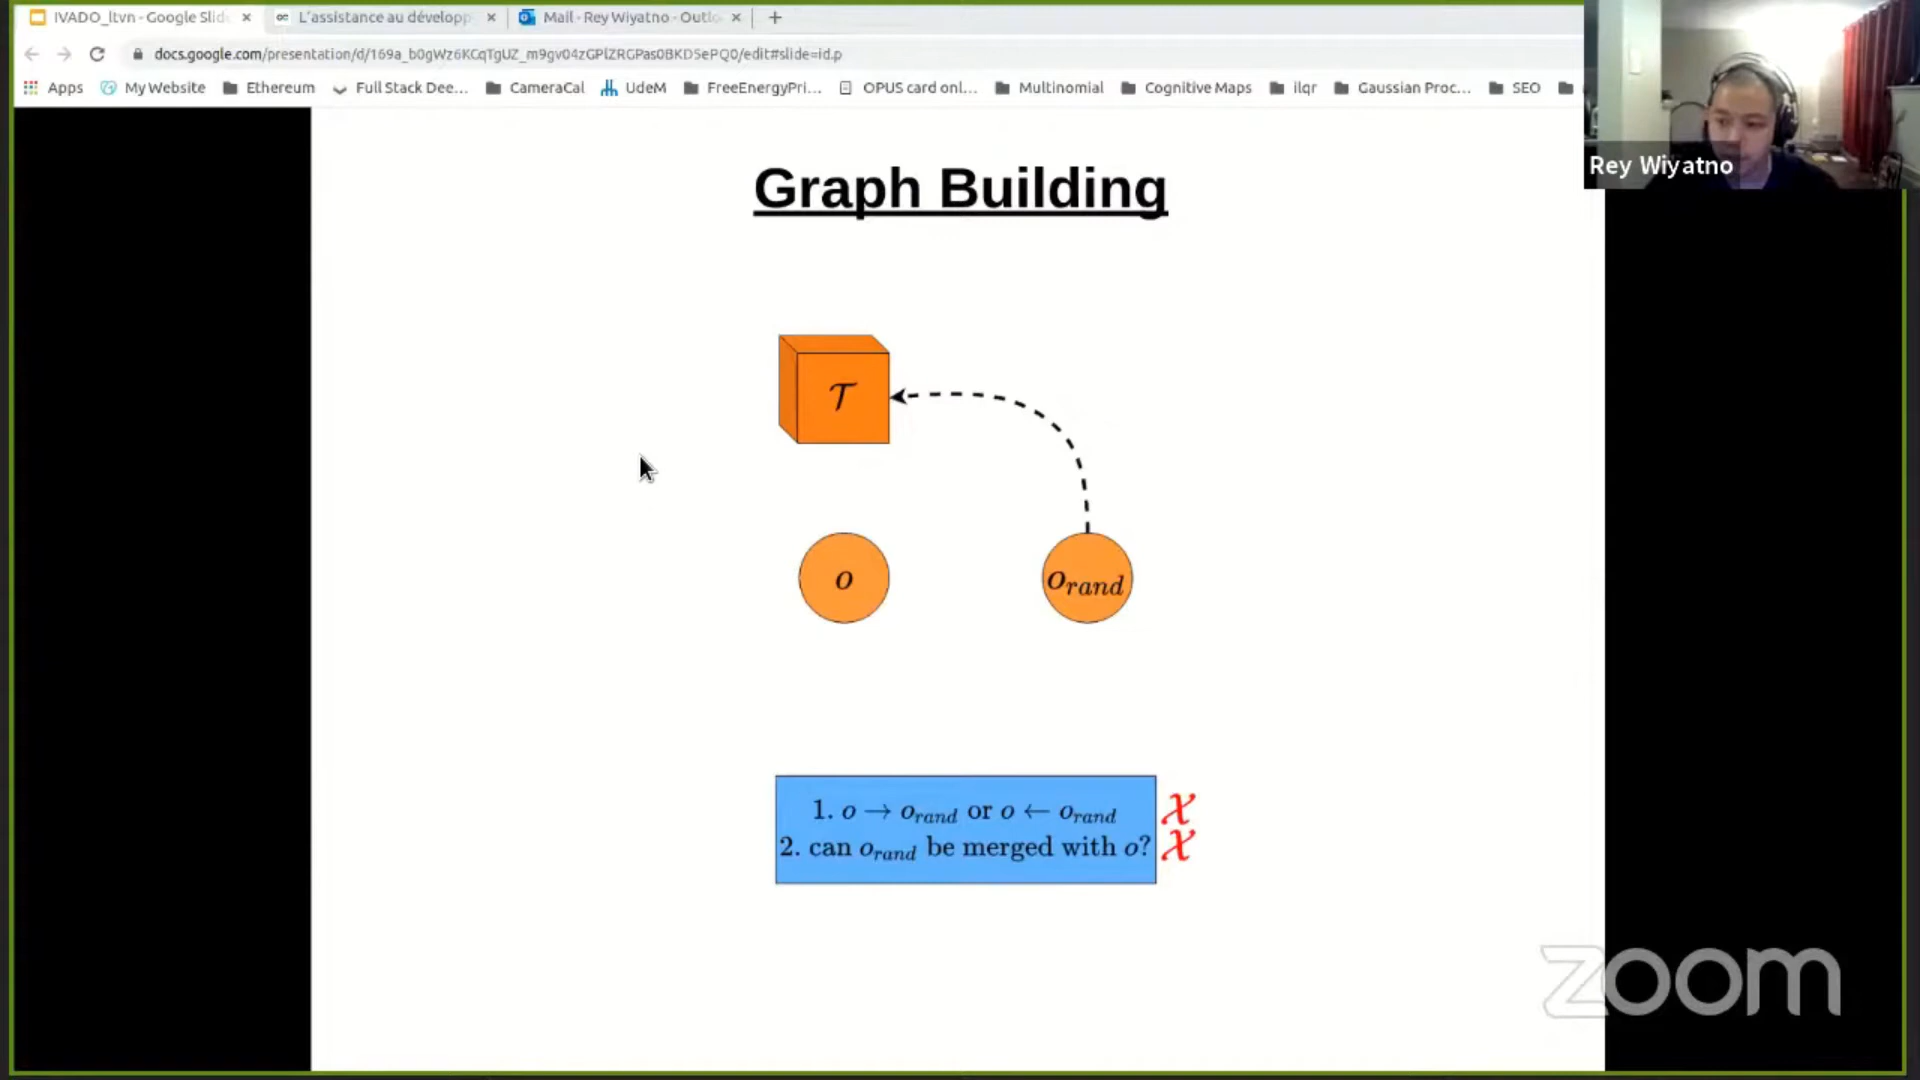 IVADO_ltvn - Google Slid
L'assistance au développ
Mail - Rey Wiyatno - Outlo
docs.google.com/presentation/d/169a_b0gWz6KCqTgUZ_m9gv04zGPlZRGPas0BKD5ePQ0/edit#slide=id.p
Apps My Website Ethereum Full Stack Dee... CameraCal UdeM FreeEnergyPri... OPUS card onl... Multinomial Cognitive Maps ilqr Gaussian Proc... SEO
Rey Wiyatno
Graph Building
𝒯
o
o_rand
1. o → o_rand or o ← o_rand
2. can o_rand be merged with o?
zoom